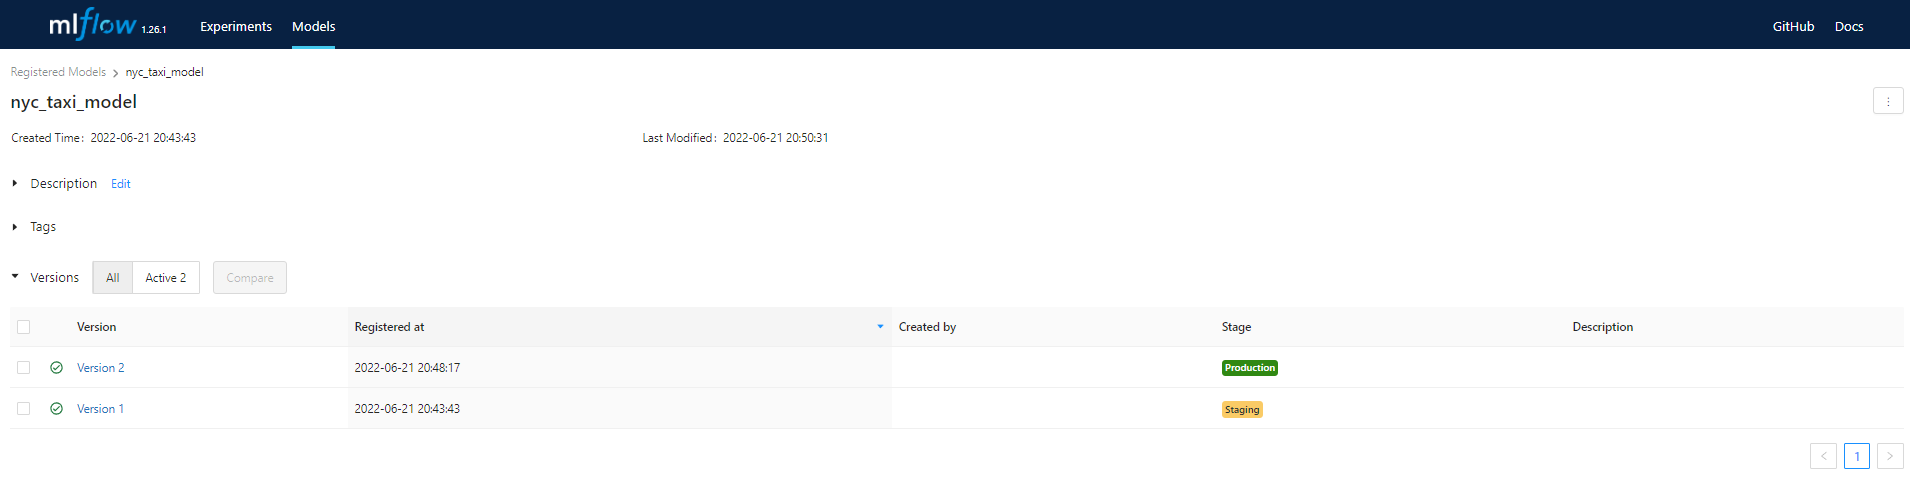 mlflow 1.26.1 Experiments Models GitHub Docs
Registered Models > nyc_taxi_model
nyc_taxi_model
Created Time: 2022-06-21 20:43:43 Last Modified: 2022-06-21 20:50:31
Description Edit
Tags
Versions All Active 2 Compare
Version Registered at Created by Stage Description
Version 2 2022-06-21 20:48:17 Production
Version 1 2022-06-21 20:43:43 Staging
< 1 >